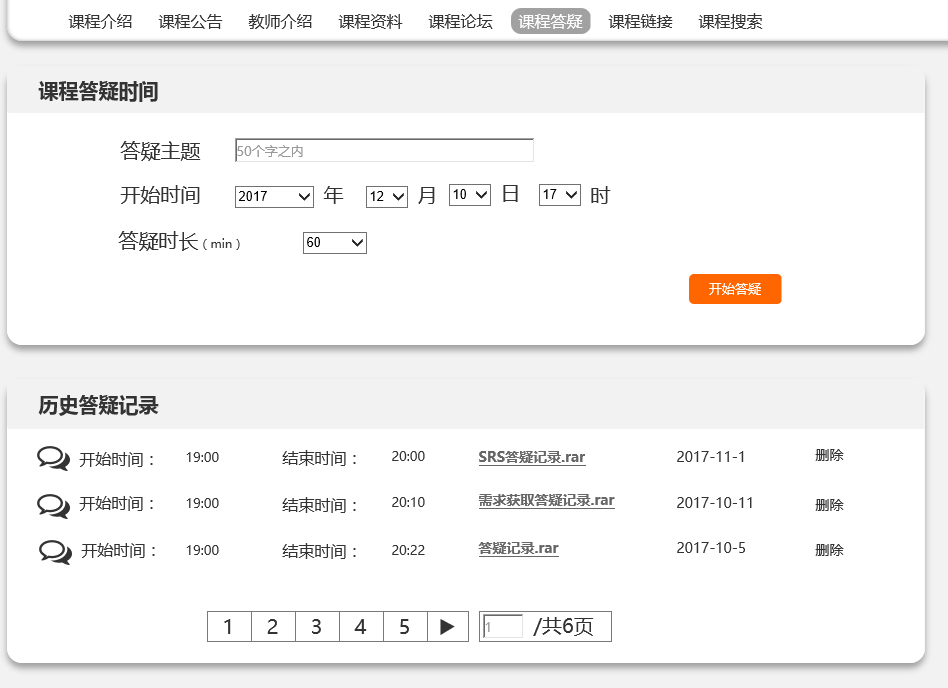 课程介绍 课程公告 教师介绍 课程资料 课程论坛 课程答疑 课程链接 课程搜索
课程答疑时间
答疑主题 50个字之内
开始时间 2017 年 12 月 10 日 17 时
答疑时长 ( min ) 60
开始答疑
历史答疑记录
开始时间： 19:00 结束时间： 20:00 SRS答疑记录.rar 2017-11-1 删除
开始时间： 19:00 结束时间： 20:10 需求获取答疑记录.rar 2017-10-11 删除
开始时间： 19:00 结束时间： 20:22 答疑记录.rar 2017-10-5 删除
1 2 3 4 5 ▶ 1 /共6页